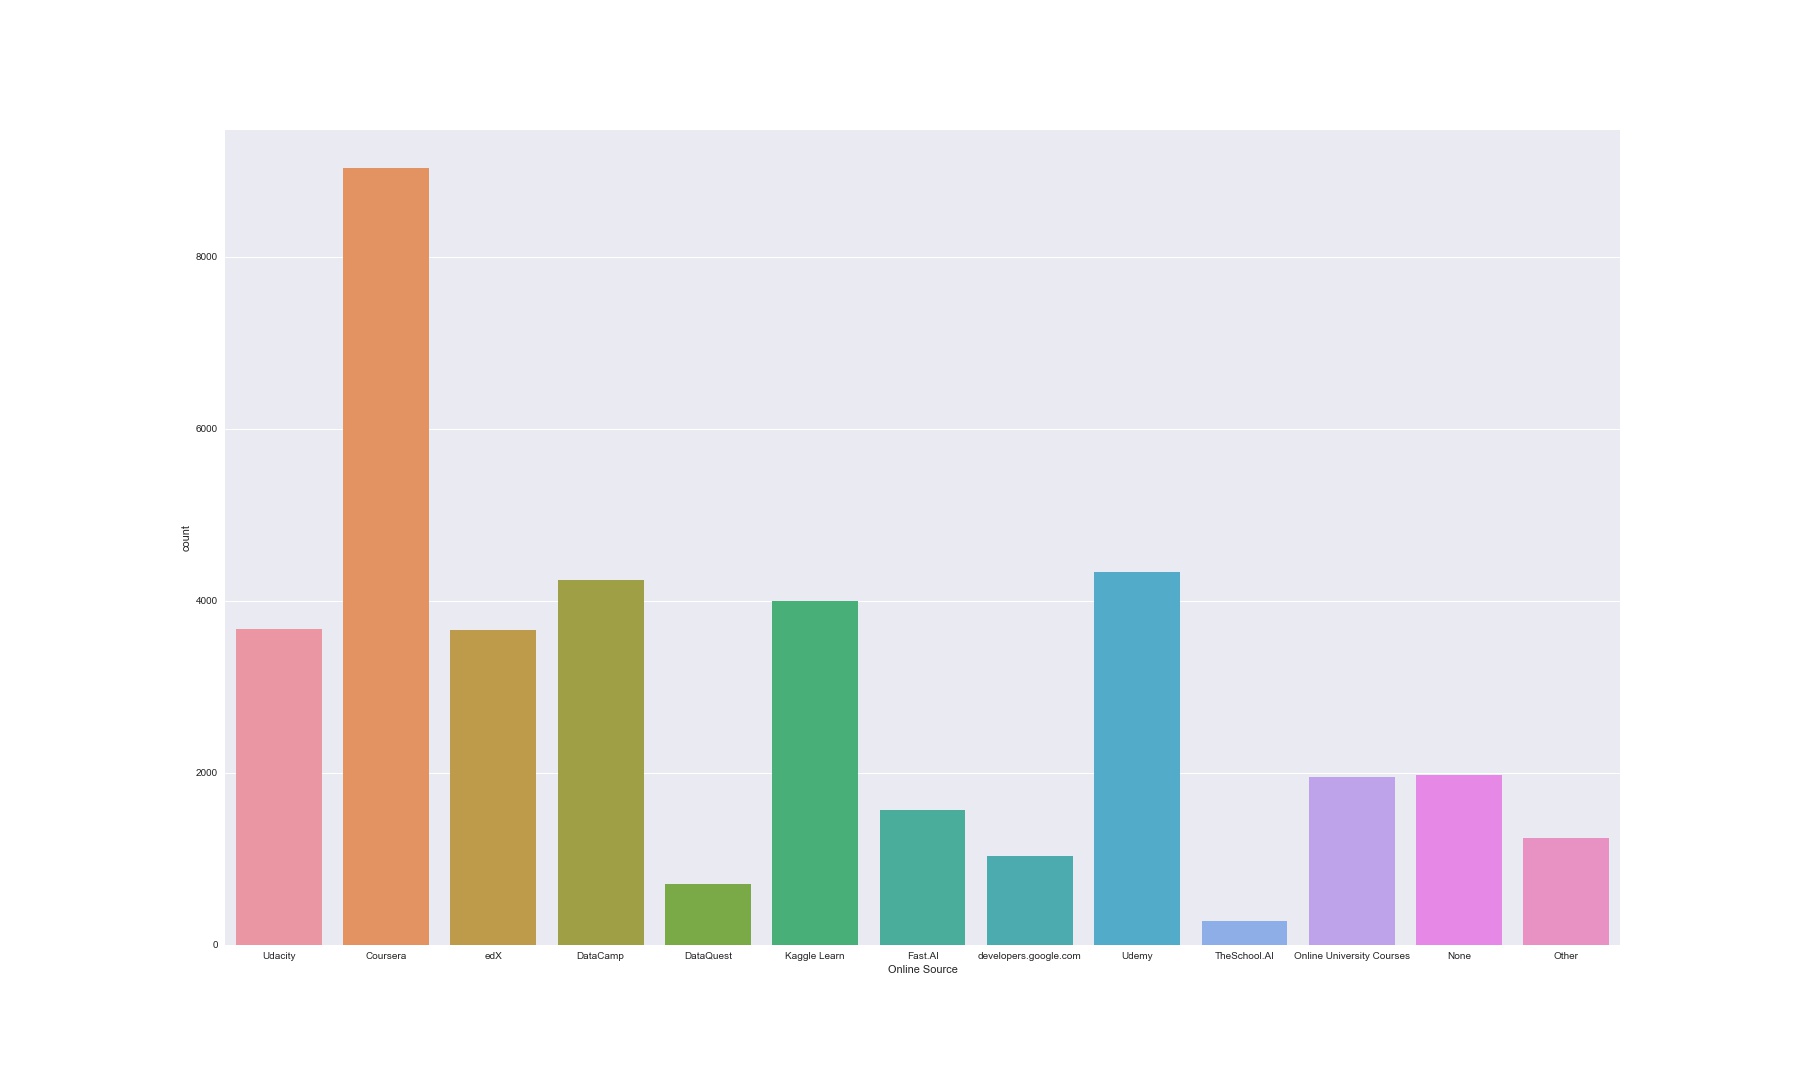 8000
6000
4000
2000
0
count
Udacity
Coursera
edX
DataCamp
DataQuest
Kaggle Learn
Fast.AI
developers.google.com
Udemy
TheSchool.AI
Online University Courses
None
Other
Online Source